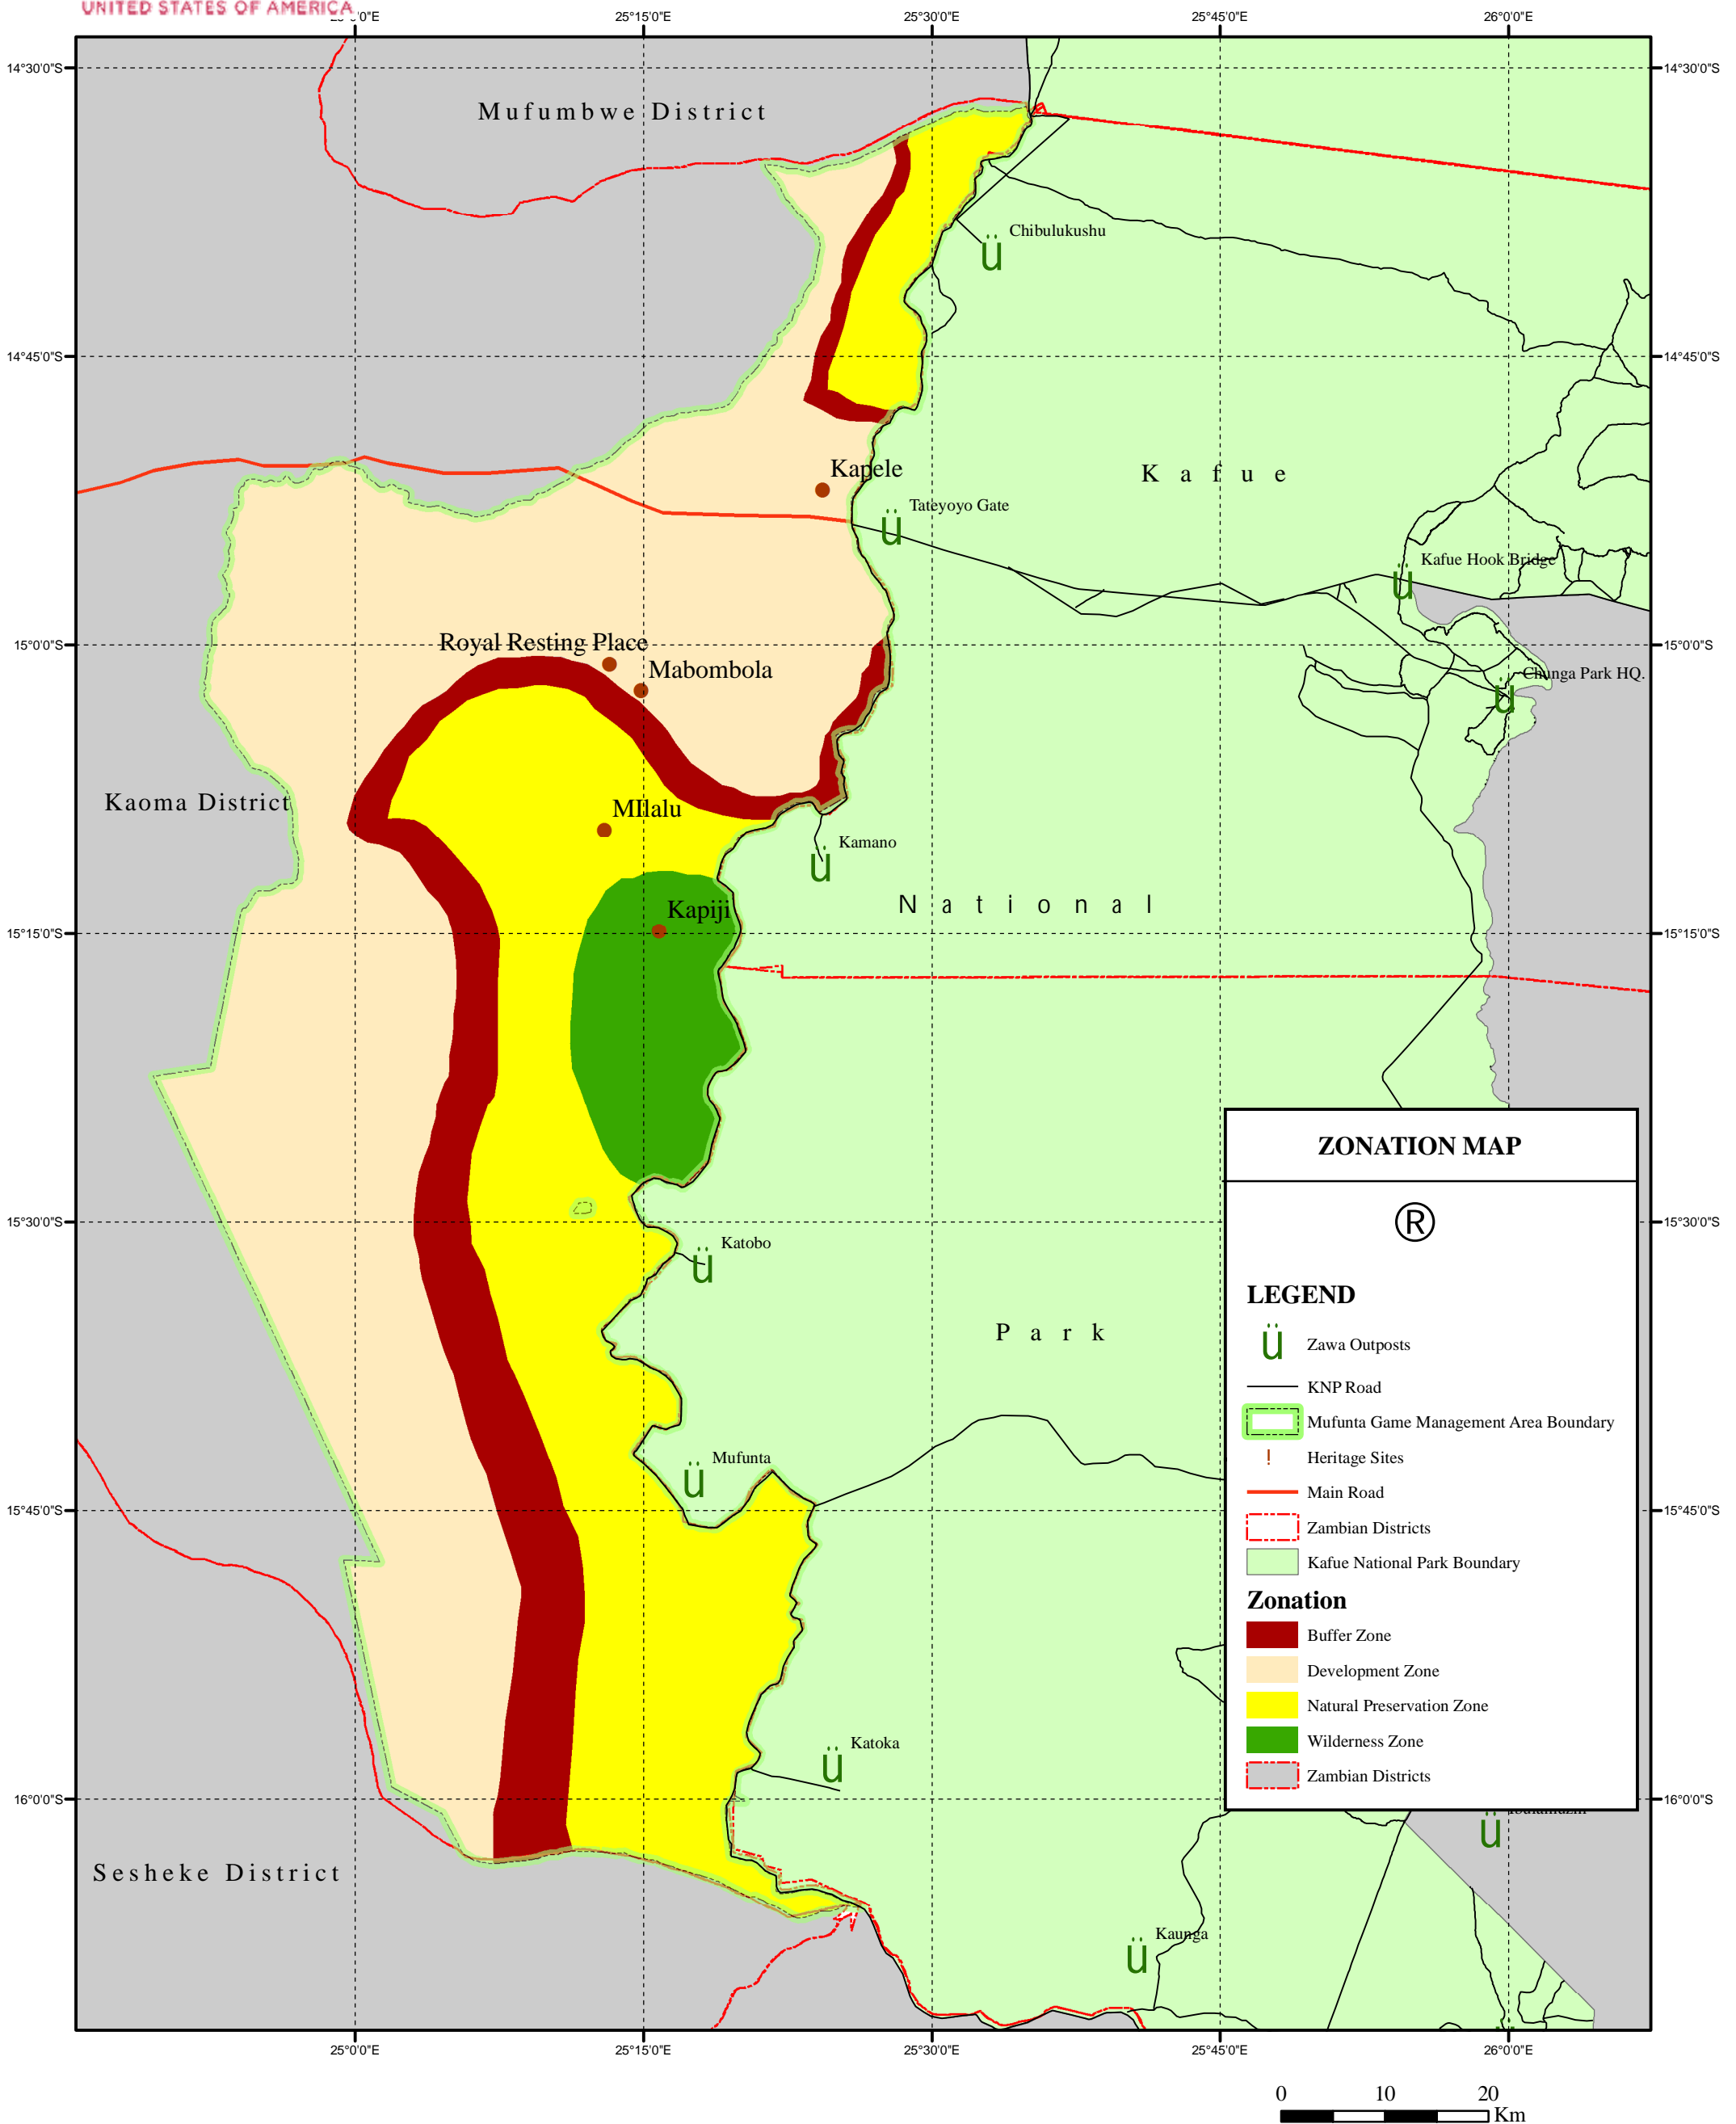 UNITED STATES OF AMERICA
25°15'0"E
25°30'0"E
25°45'0"E
26°0'0"E
14°30'0"S
14°30'0"S
Mufumbwe District
Chibulukushu
14°45'0"S
14°45'0"S
Kapele
Kafue
Tateyoyo Gate
Kafue Hook Bridge
15°0'0"S
15°0'0"S
Royal Resting Place
Mabombola
Chunga Park HQ.
Kaoma District
MIlalu
Kamano
National
Kapiji
15°15'0"S
15°15'0"S
ZONATION MAP
®
15°30'0"S
15°30'0"S
Katobo
Park
LEGEND
ü Zawa Outposts
KNP Road
Mufunta Game Management Area Boundary
! Heritage Sites
Main Road
Zambian Districts
Kafue National Park Boundary
Zonation
Buffer Zone
Development Zone
Natural Preservation Zone
Wilderness Zone
Zambian Districts
Mufunta
15°45'0"S
15°45'0"S
Katoka
16°0'0"S
16°0'0"S
Sesheke District
Kaunga
25°0'0"E
25°15'0"E
25°30'0"E
25°45'0"E
26°0'0"E
0 10 20
Km